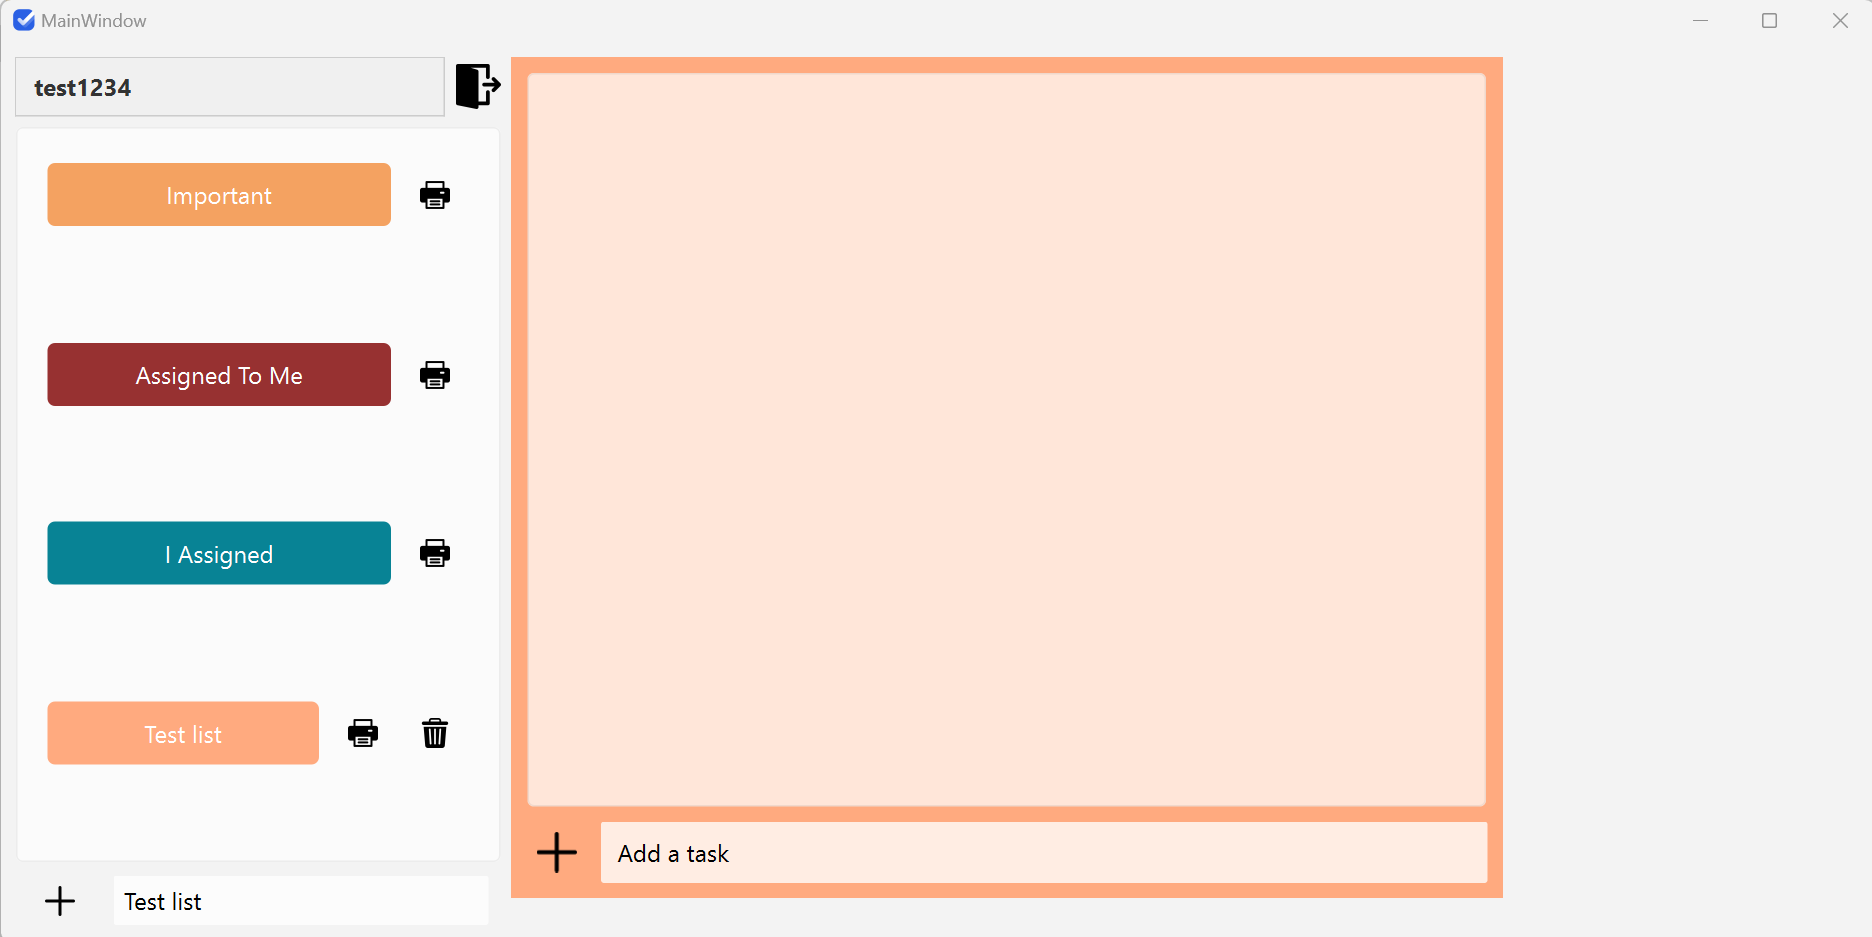 MainWindow
test1234
Important
Assigned To Me
I Assigned
Test list
Test list
Add a task